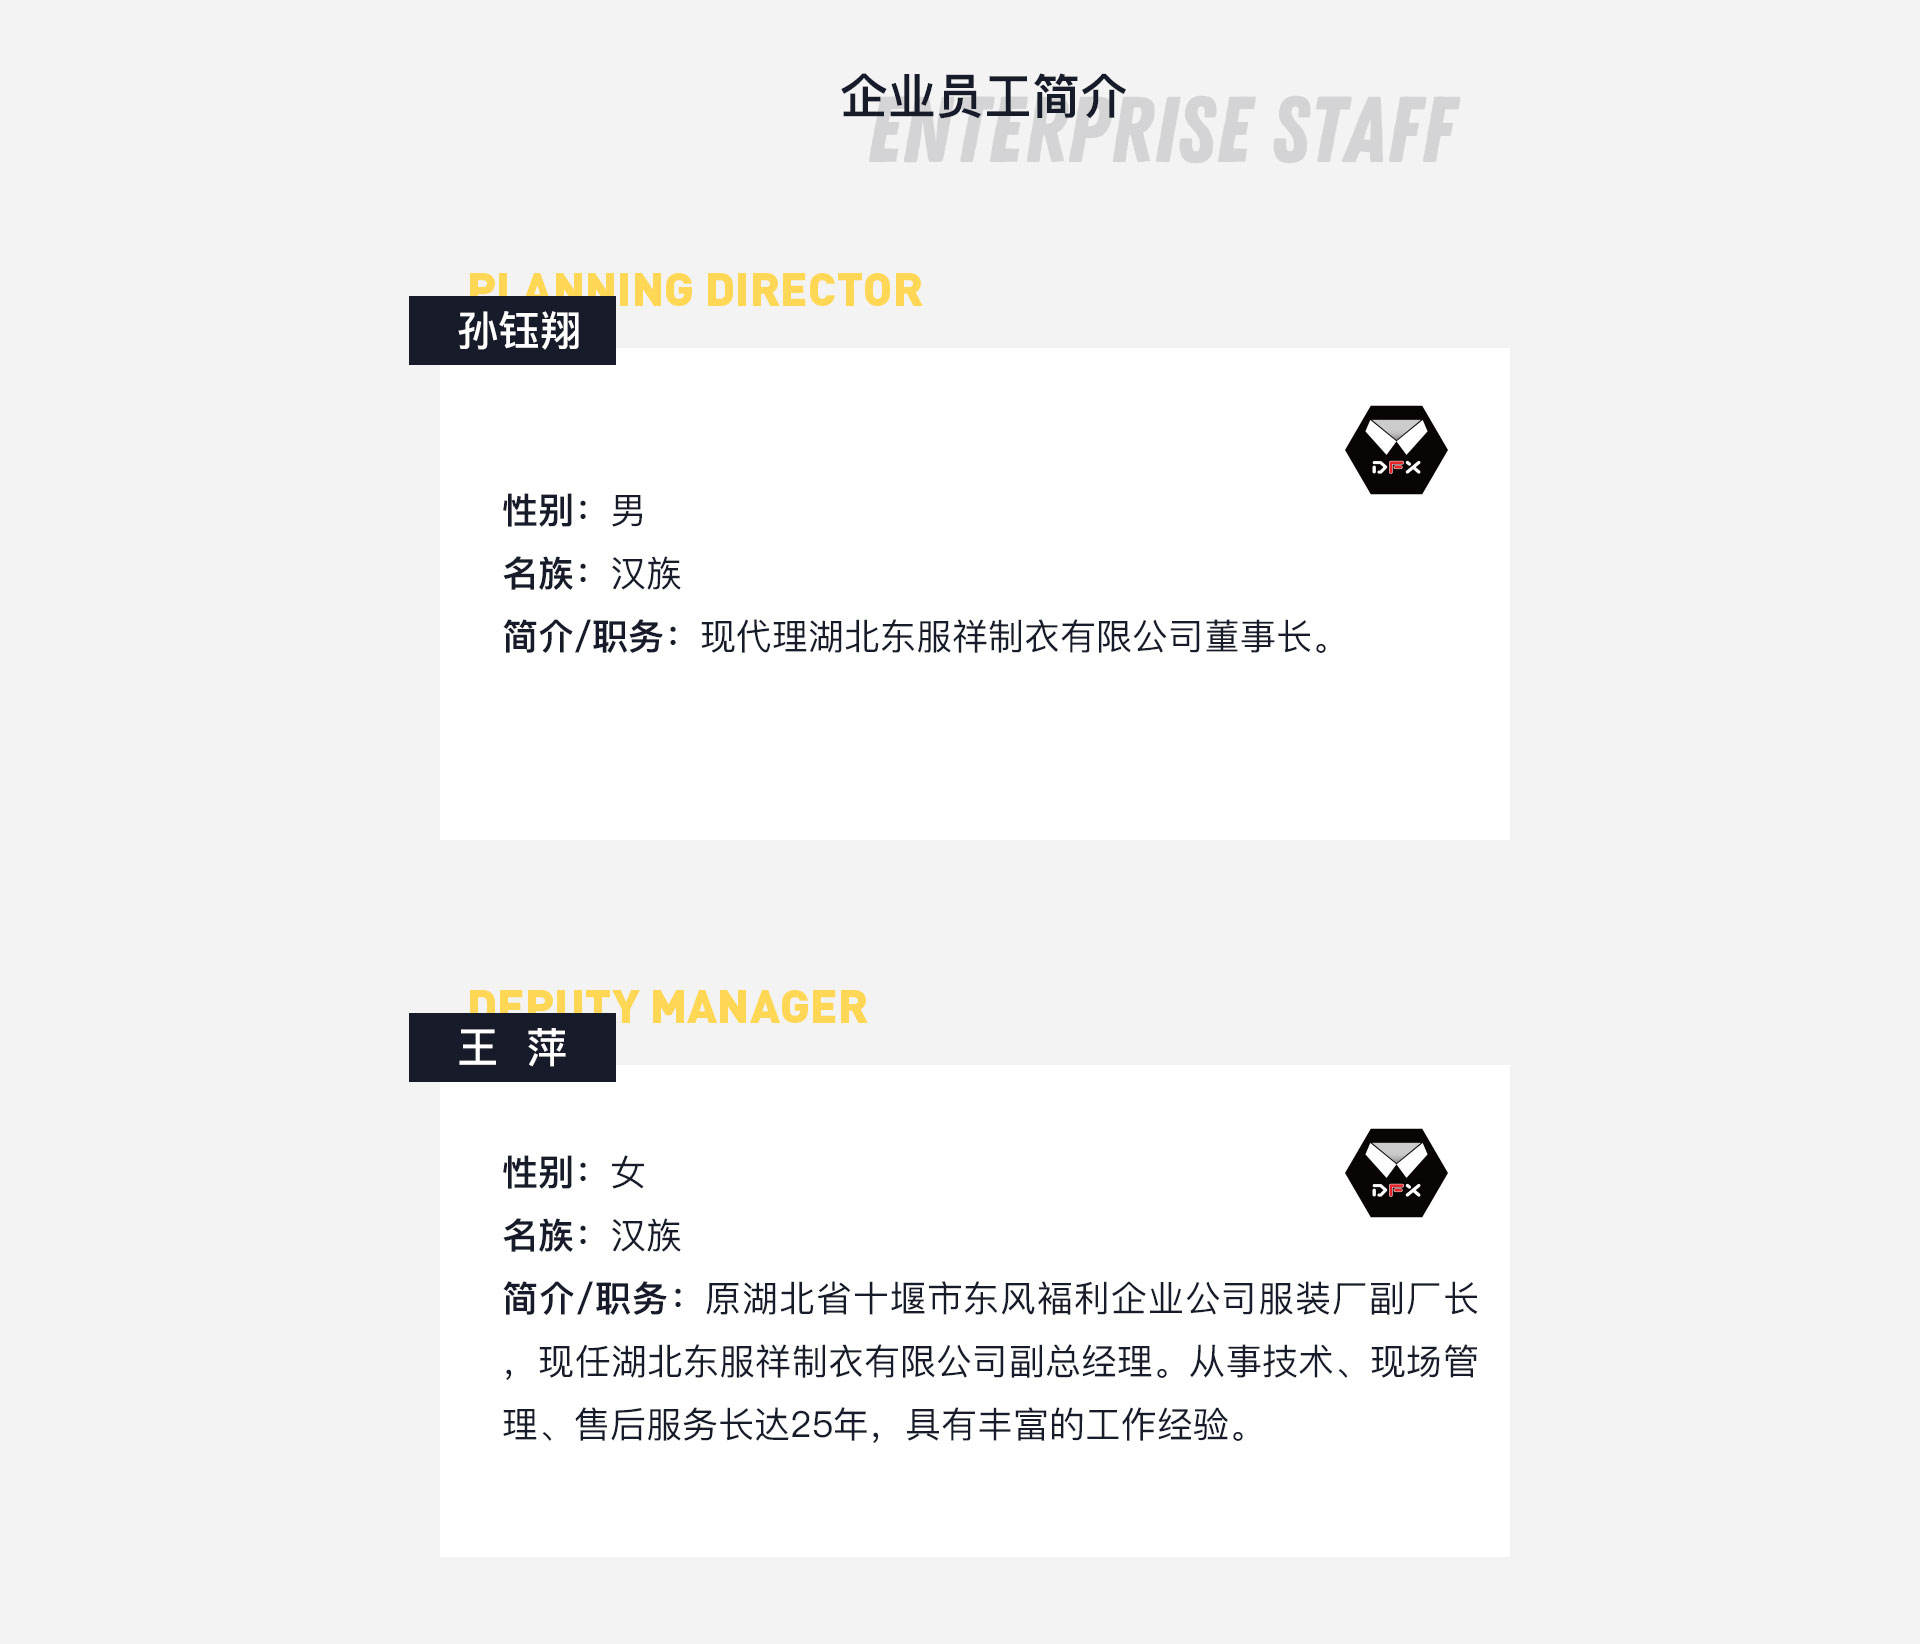 企业员工简介
ENTERPRISE STAFF
PLANNING DIRECTOR
孙钰翔
DFX
性别：男
名族：汉族
简介/职务：现代理湖北东服祥制衣有限公司董事长。
DEPUTY MANAGER
王 萍
DFX
性别：女
名族：汉族
简介/职务：原湖北省十堰市东风福利企业公司服装厂副厂长
，现任湖北东服祥制衣有限公司副总经理。从事技术、现场管
理、售后服务长达25年，具有丰富的工作经验。